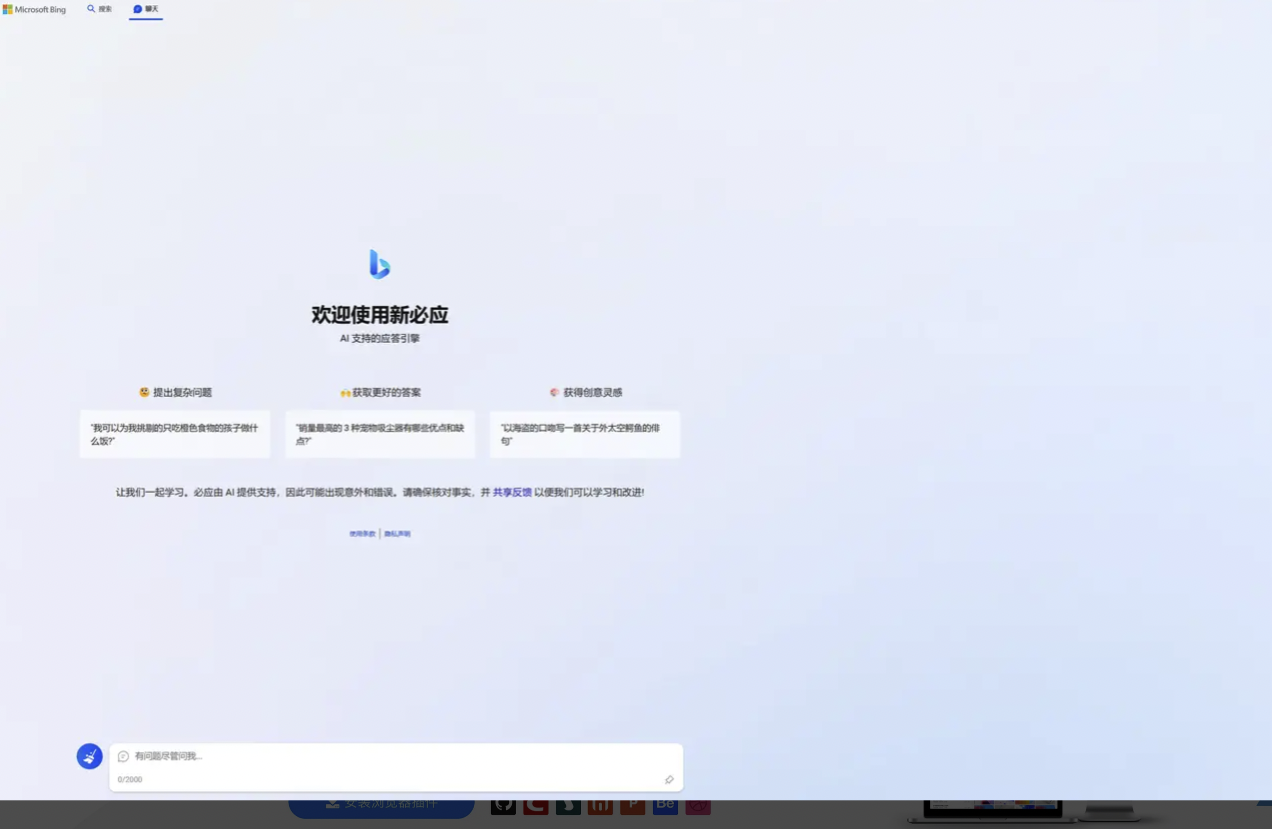 Microsoft Bing
搜索
聊天
欢迎使用新必应
AI 支持的应答引擎
提出复杂问题
获取更好的答案
获得创意灵感
"我可以为我挑剔的只吃橙色食物的孩子做什
么饭?"
"销量最高的 3 种宠物吸尘器有哪些优点和缺
点?"
"以海盗的口吻写一首关于外太空鳄鱼的俳
句"
让我们一起学习。必应由 AI 提供支持，因此可能出现意外和错误。请确保核对事实，并 共享反馈 以便我们可以学习和改进!
使用条款 | 隐私声明
有问题尽管问我...
0/2000
安装浏览器插件
P
Bē